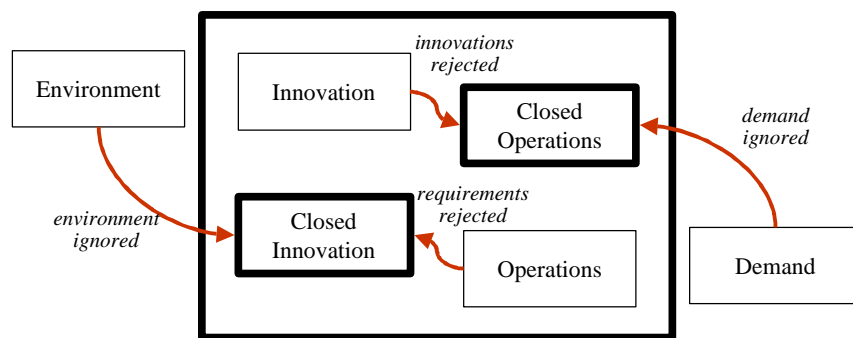 innovations
rejected
Environment
Innovation
Closed
Operations
demand
ignored
environment
ignored
Closed
Innovation
requirements
rejected
Operations
Demand